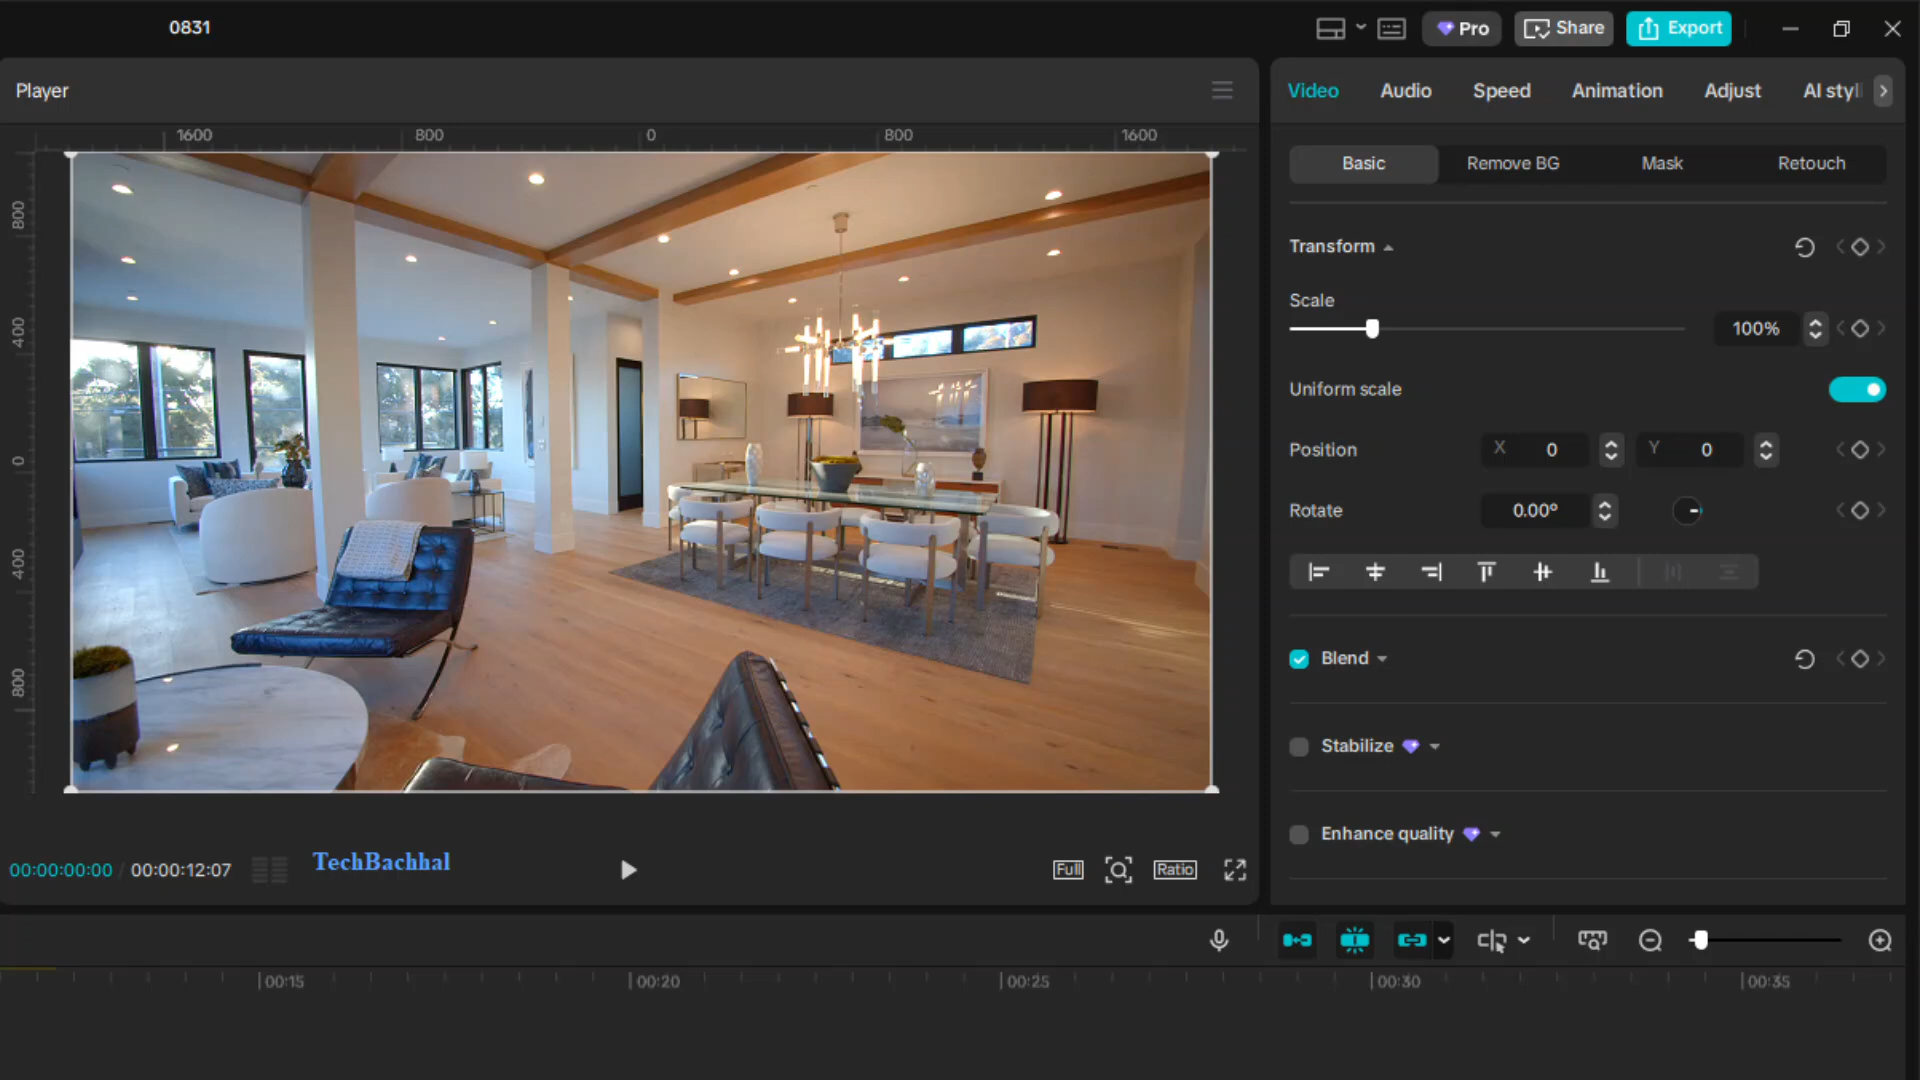 0831
Pro
Share
Export
Player
1600
800
0
800
1600
800
400
0
400
800
Video
Audio
Speed
Animation
Adjust
AI styli
Basic
Remove BG
Mask
Retouch
Transform
Scale
100%
Uniform scale
Position
X 0
Y 0
Rotate
0.00°
Blend
Stabilize
Enhance quality
00:00:00:00 / 00:00:12:07
TechBachhal
Full
Ratio
00:15
00:20
00:25
00:30
00:35